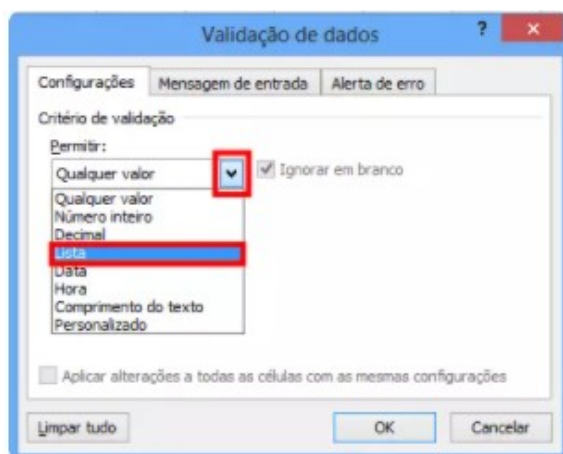 Validação de dados ?
Configurações Mensagem de entrada Alerta de erro
Critério de validação
Permitir:
Qualquer valor Ignorar em branco
Qualquer valor
Número inteiro
Decimal
Lista
Data
Hora
Comprimento do texto
Personalizado
Aplicar alterações a todas as células com as mesmas configurações
Limpar tudo OK Cancelar